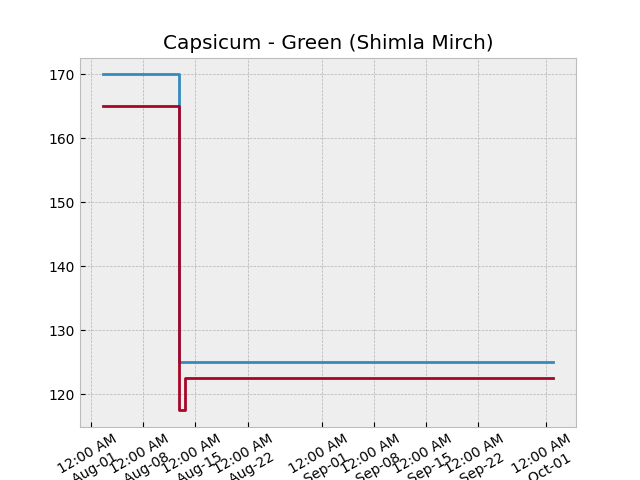 Capsicum - Green (Shimla Mirch)
170
160
150
140
130
120
12:00 AM
Aug-01
12:00 AM
Aug-08
12:00 AM
Aug-15
12:00 AM
Aug-22
12:00 AM
Sep-01
12:00 AM
Sep-08
12:00 AM
Sep-15
12:00 AM
Sep-22
12:00 AM
Oct-01